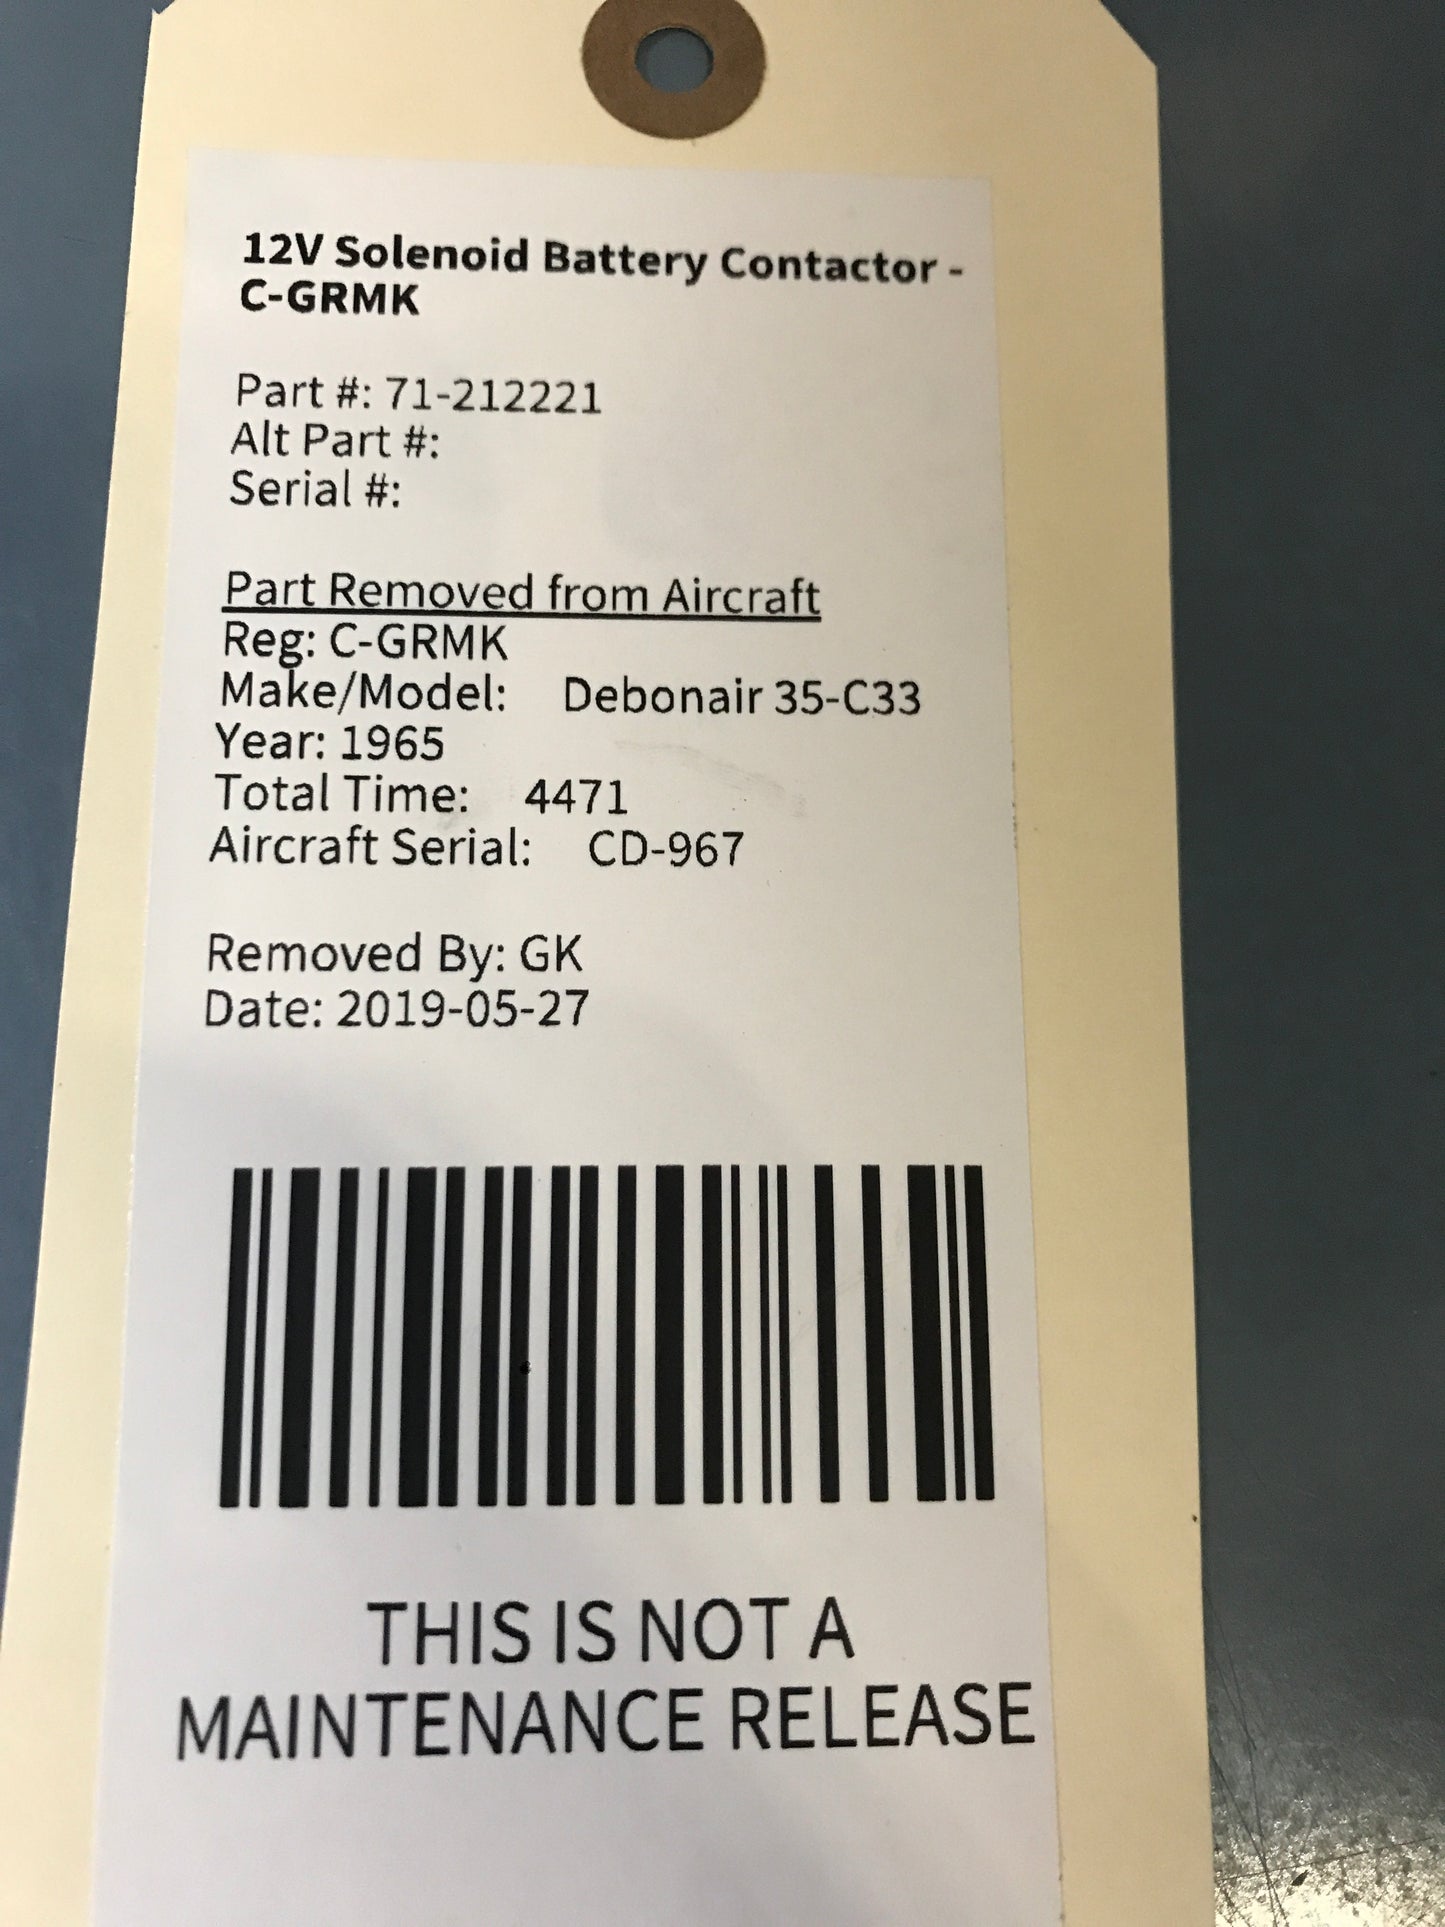 12V Solenoid Battery Contactor -
C-GRMK
Part #: 71-212221
Alt Part #:
Serial #:
Part Removed from Aircraft
Reg: C-GRMK
Make/Model: Debonair 35-C33
Year: 1965
Total Time: 4471
Aircraft Serial: CD-967
Removed By: GK
Date: 2019-05-27
THIS IS NOT A
MAINTENANCE RELEASE